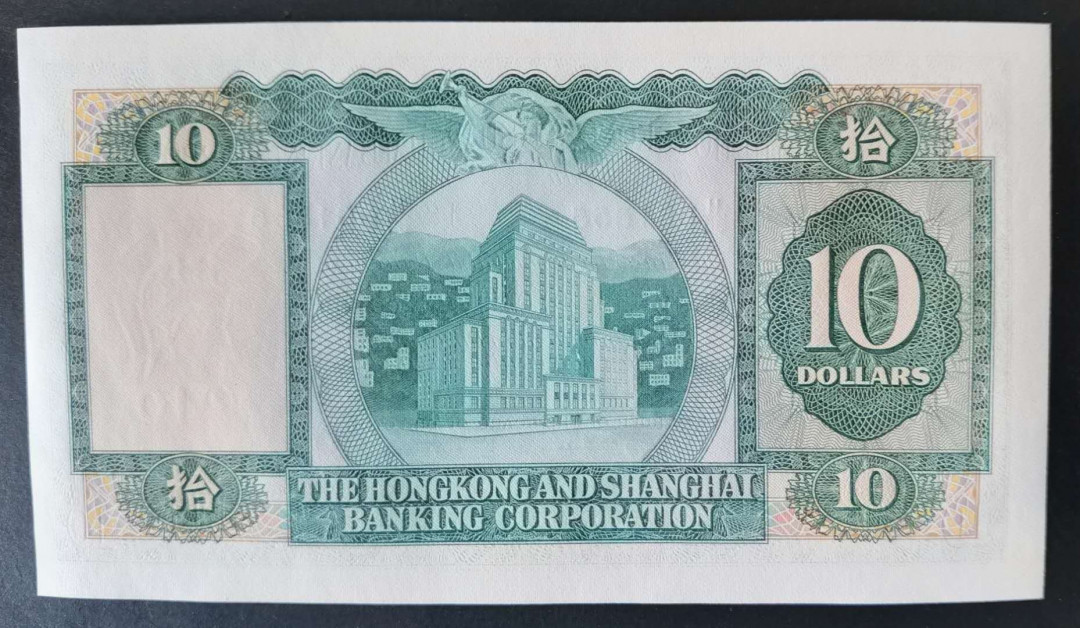 10
拾
10
DOLLARS
拾
THE HONGKONG AND SHANGHAI
BANKING CORPORATION
10